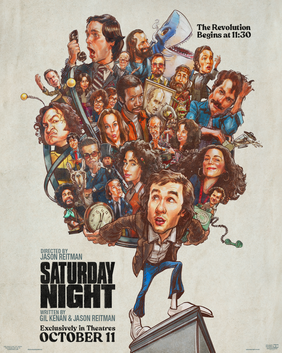 The Revolution
Begins at 11:30
DIRECTED BY
JASON REITMAN
SATURDAY
NIGHT
WRITTEN BY
GIL KENAN & JASON REITMAN
Exclusively in Theatres
OCTOBER 11